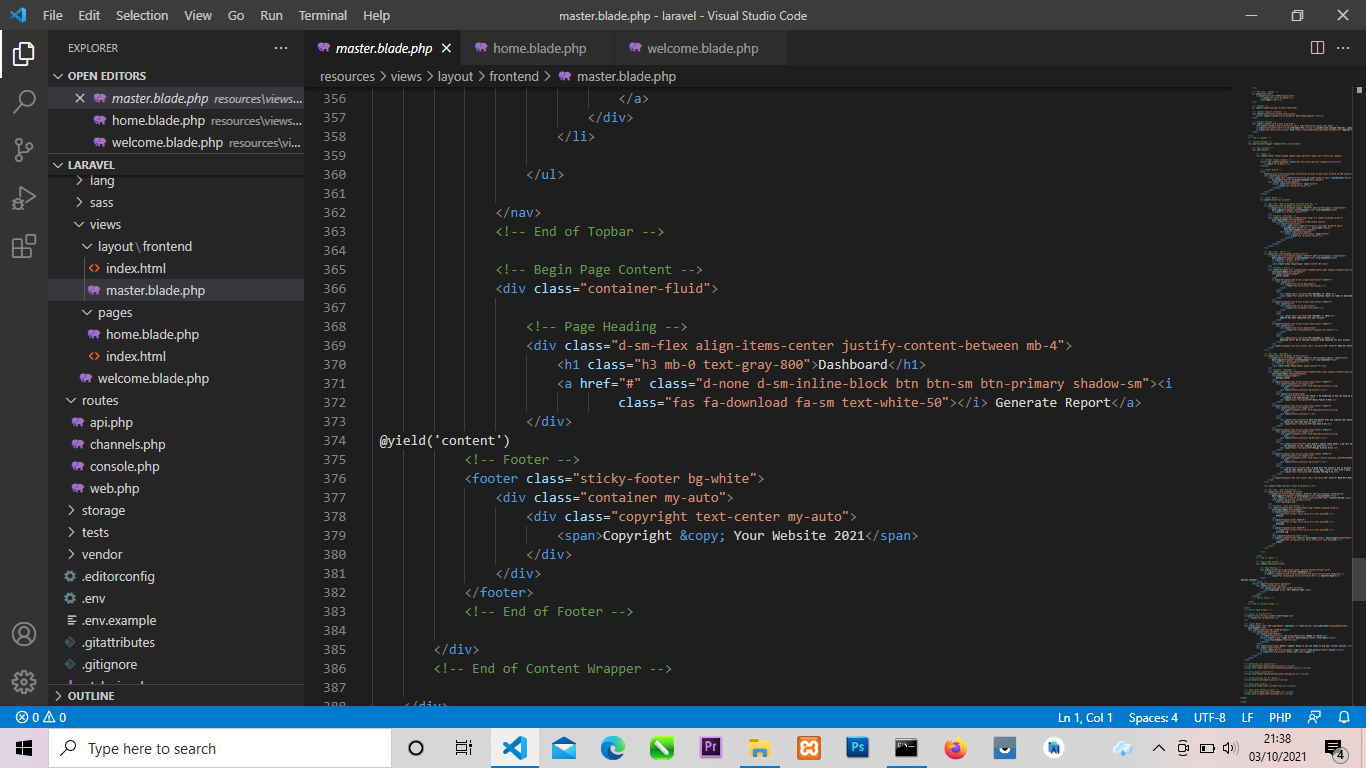 File Edit Selection View Go Run Terminal Help
master.blade.php - laravel - Visual Studio Code
EXPLORER
OPEN EDITORS
master.blade.php resources\views...
home.blade.php resources\views...
welcome.blade.php resources\vi...
LARAVEL
lang
sass
views
layout \ frontend
index.html
master.blade.php
pages
home.blade.php
index.html
welcome.blade.php
routes
api.php
channels.php
console.php
web.php
storage
tests
vendor
.editorconfig
.env
.env.example
.gitattributes
.gitignore
OUTLINE
master.blade.php home.blade.php welcome.blade.php
resources > views > layout > frontend > master.blade.php
356 </a>
357 </div>
358 </li>
359
360 </ul>
361
362 </nav>
363 <!-- End of Topbar -->
364
365 <!-- Begin Page Content -->
366 <div class="container-fluid">
367
368 <!-- Page Heading -->
369 <div class="d-sm-flex align-items-center justify-content-between mb-4">
370 <h1 class="h3 mb-0 text-gray-800">Dashboard</h1>
371 <a href="#" class="d-none d-sm-inline-block btn btn-sm btn-primary shadow-sm"><i
372 class="fas fa-download fa-sm text-white-50"></i> Generate Report</a>
373 </div>
374 @yield('content')
375 <!-- Footer -->
376 <footer class="sticky-footer bg-white">
377 <div class="container my-auto">
378 <div class="copyright text-center my-auto">
379 <span>Copyright &copy; Your Website 2021</span>
380 </div>
381 </div>
382 </footer>
383 <!-- End of Footer -->
384
385 </div>
386 <!-- End of Content Wrapper -->
387
388 </div>
0 0
Ln 1, Col 1 Spaces: 4 UTF-8 LF PHP
Type here to search
Pr
Ps
21:38
03/10/2021
4